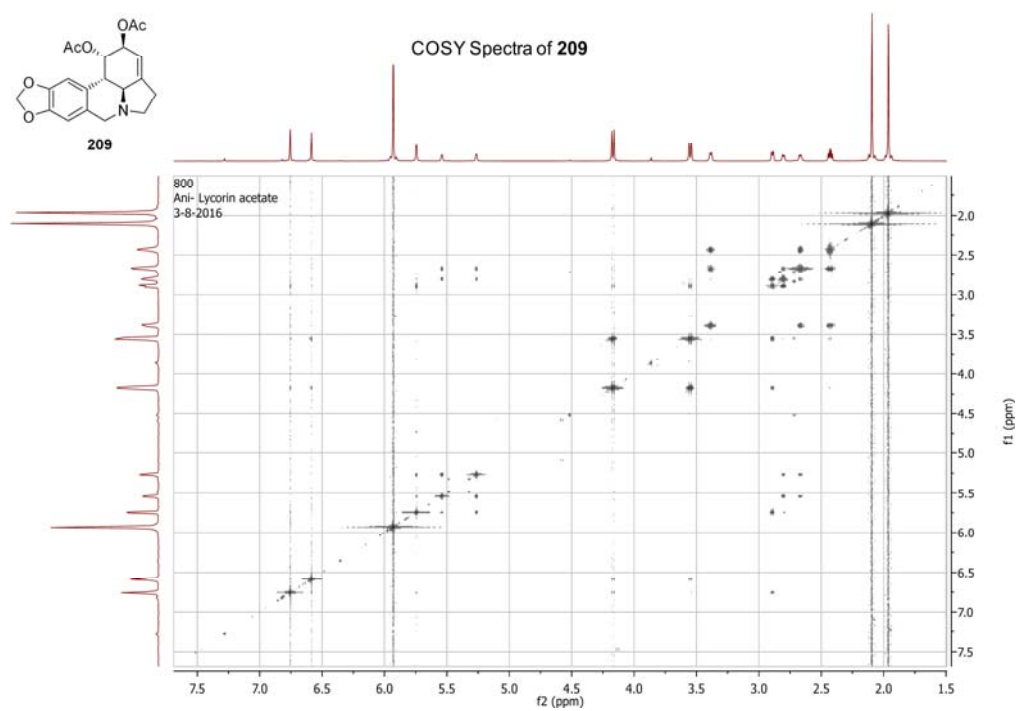 OAc
AcO
COSY Spectra of 209
O
O
N
209
800
Ani- Lycorin acetate
3-8-2016
2.0
2.5
3.0
3.5
4.0
4.5
5.0
5.5
6.0
6.5
7.0
7.5
f1 (ppm)
7.5 7.0 6.5 6.0 5.5 5.0 4.5 4.0 3.5 3.0 2.5 2.0 1.5
f2 (ppm)